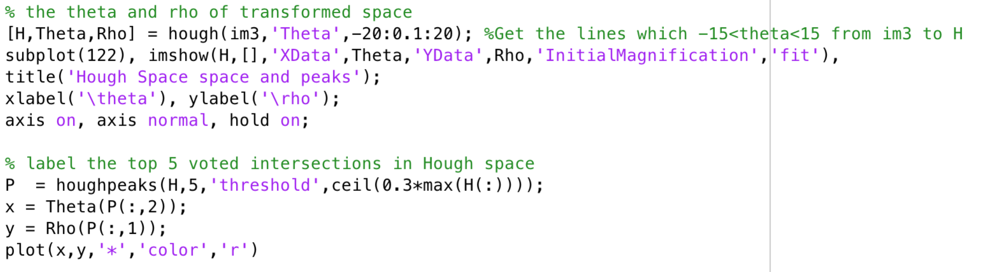 % the theta and rho of transformed space
[H,Theta,Rho] = hough(im3,'Theta',-20:0.1:20); %Get the lines which -15<theta<15 from im3 to H
subplot(122), imshow(H,[],'XData',Theta,'YData',Rho,'InitialMagnification','fit'),
title('Hough Space space and peaks');
xlabel('\theta'), ylabel('\rho');
axis on, axis normal, hold on;
% label the top 5 voted intersections in Hough space
P  = houghpeaks(H,5,'threshold',ceil(0.3*max(H(:))));
x = Theta(P(:,2));
y = Rho(P(:,1));
plot(x,y,'*','color','r')